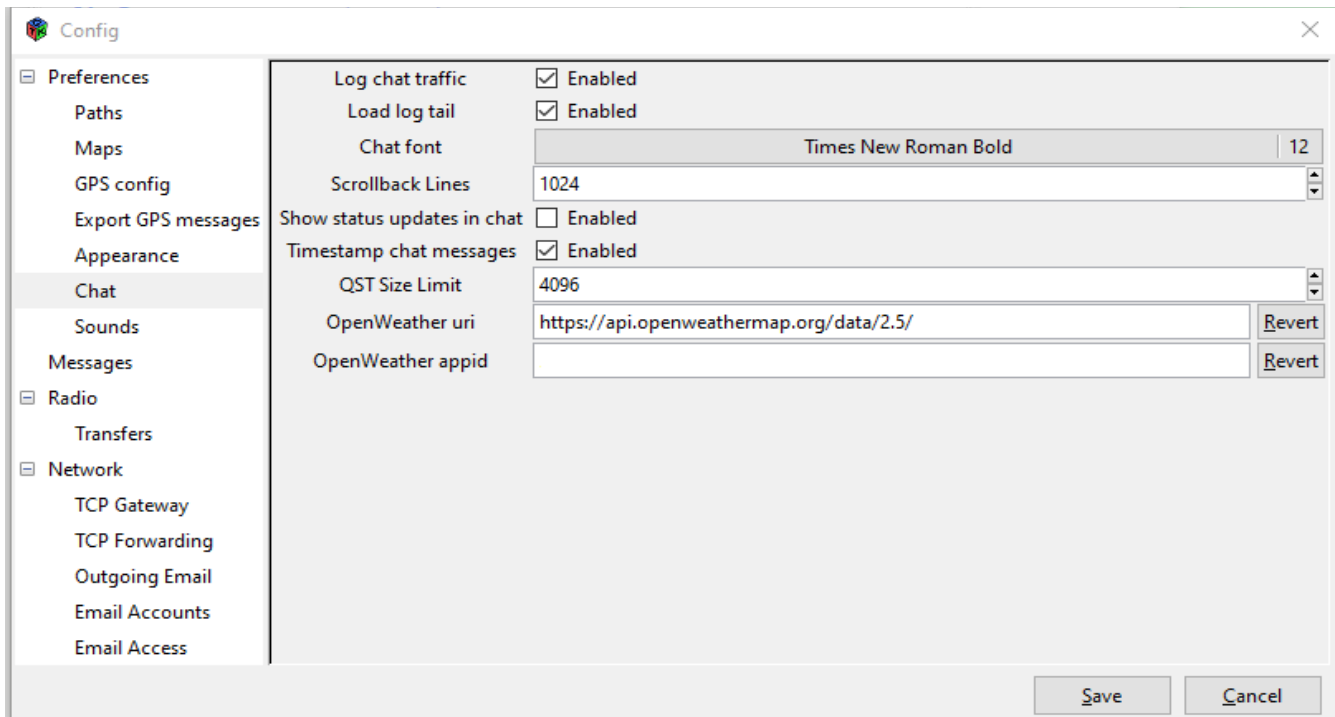 Config
Preferences
Paths
Maps
GPS config
Export GPS messages
Appearance
Chat
Sounds
Messages
Radio
Transfers
Network
TCP Gateway
TCP Forwarding
Outgoing Email
Email Accounts
Email Access
Log chat traffic Enabled
Load log tail Enabled
Chat font Times New Roman Bold 12
Scrollback Lines 1024
Show status updates in chat Enabled
Timestamp chat messages Enabled
QST Size Limit 4096
OpenWeather uri https://api.openweathermap.org/data/2.5/ Revert
OpenWeather appid Revert
Save Cancel